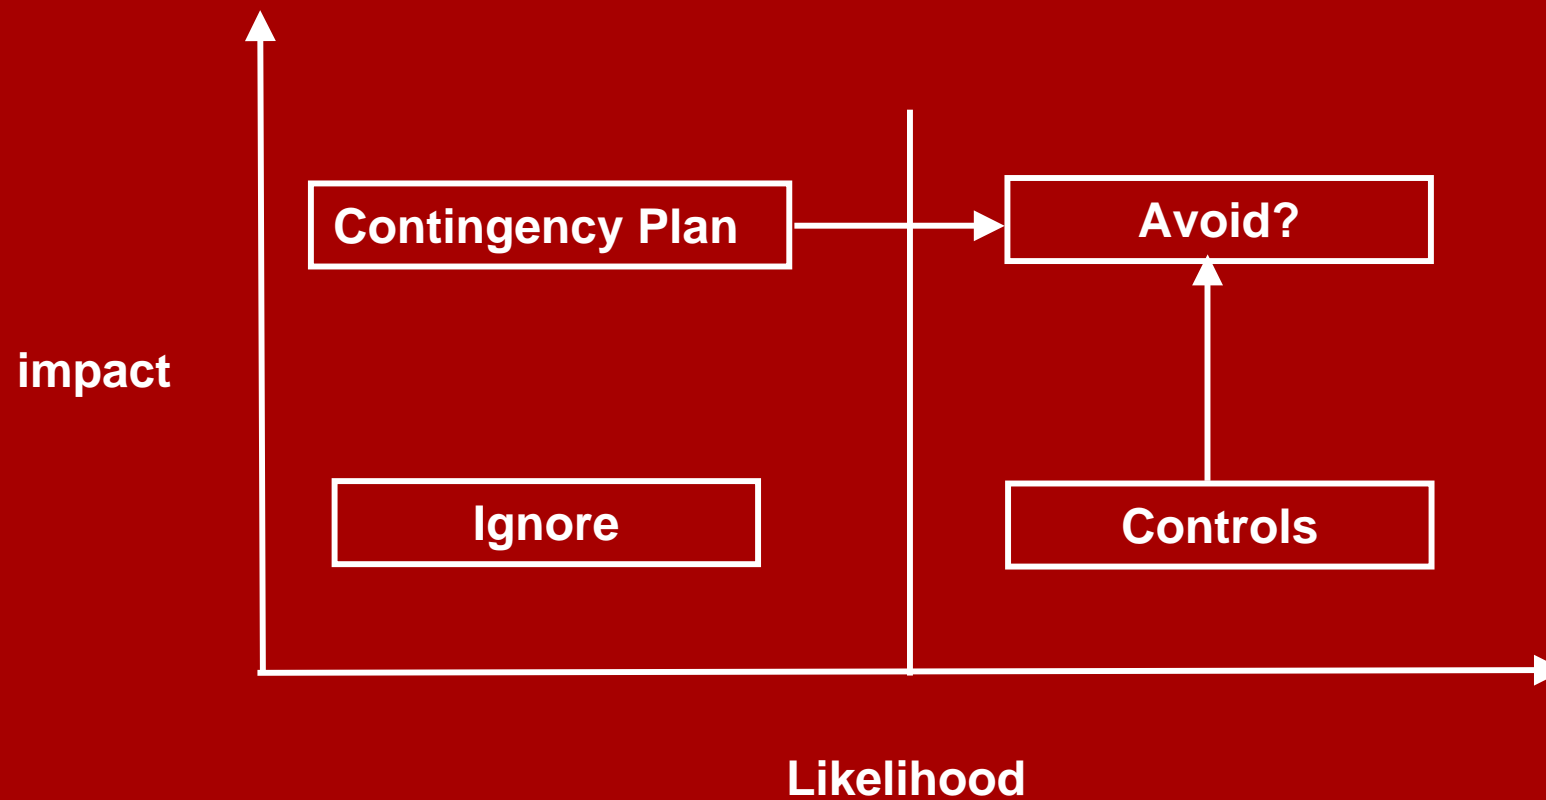 Contingency Plan
Avoid?
impact
Ignore
Controls
Likelihood